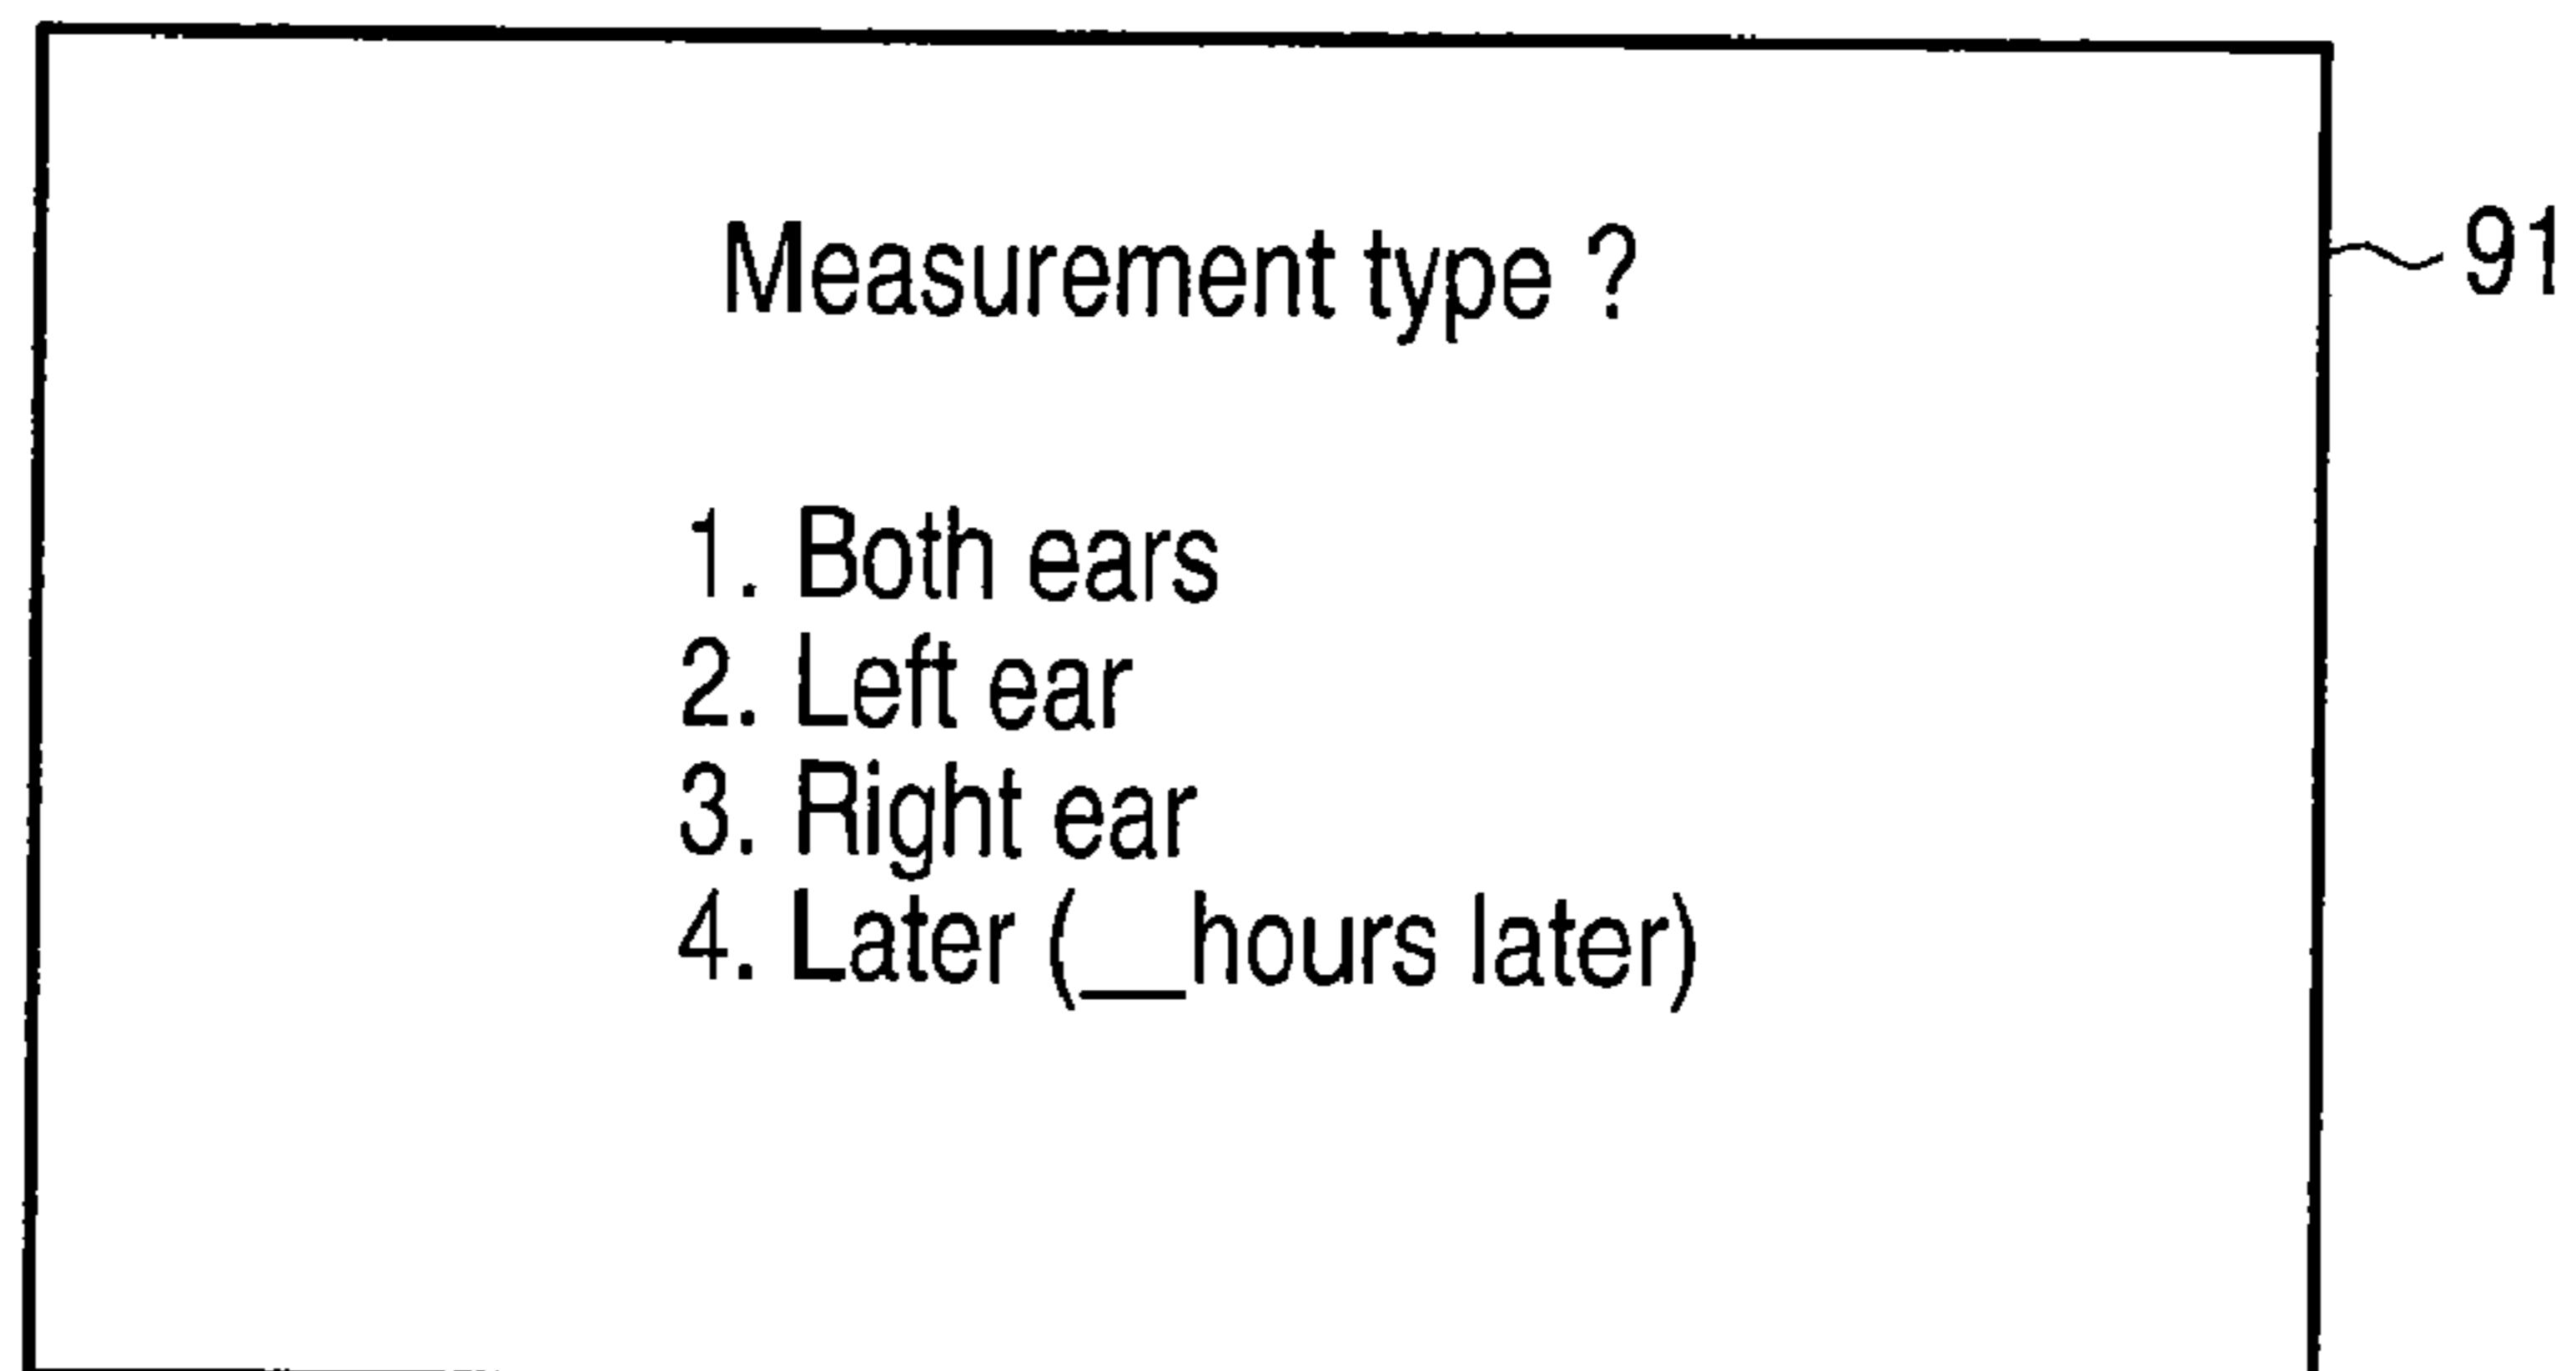 Measurement type ?
91
1. Both ears
2. Left ear
3. Right ear
4. Later (__hours later)